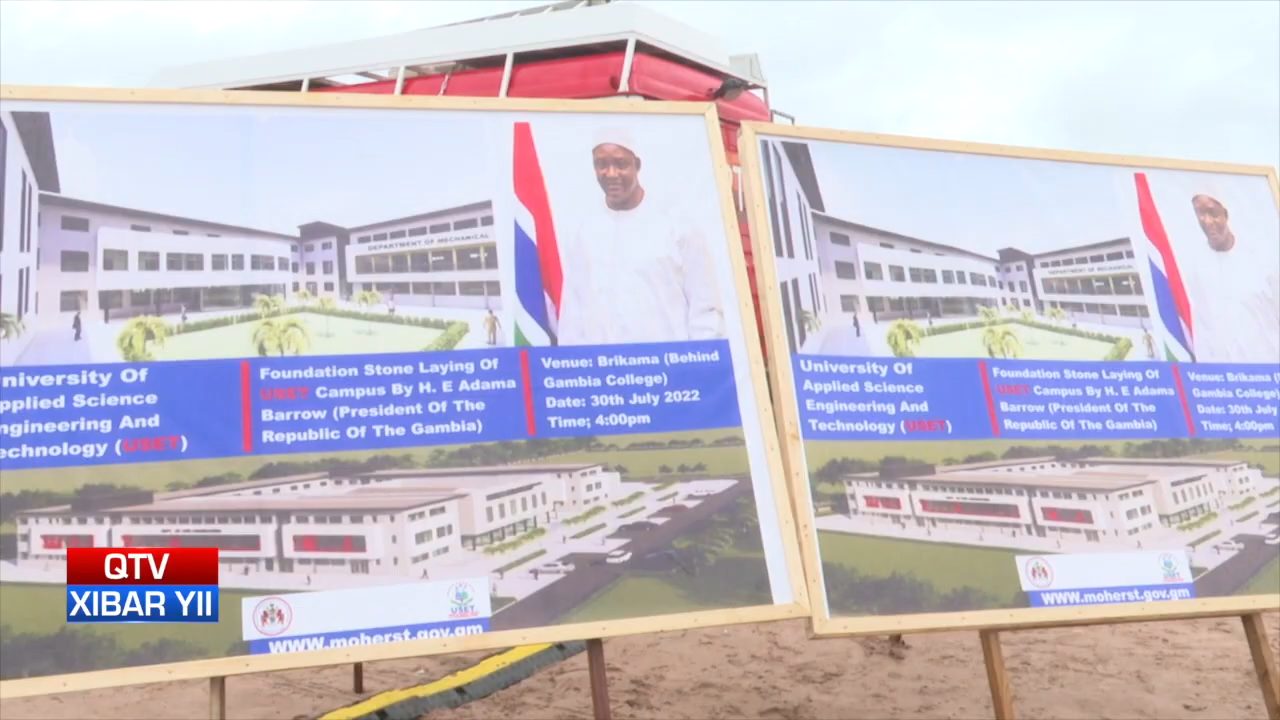 DEPARTMENT OF MECHANICAL
niversity Of
pplied Science
ngineering And
echnology (USET)
Foundation Stone Laying Of
USET Campus By H. E Adama
Barrow (President Of The
Republic Of The Gambia)
Venue: Brikama (Behind
Gambia College)
Date: 30th July 2022
Time; 4:00pm
USET
www.moherst.gov.gm
DEPARTMENT OF MECHANICAL
University Of
Applied Science
Engineering And
Technology (USET)
Foundation Stone Laying Of
USET Campus By H. E Adama
Barrow (President Of The
Republic Of The Gambia)
Venue: Brikama (
Gambia College)
Date: 30th July
Time; 4:00pm
www.moherst.gov.gm
QTV
XIBAR YII